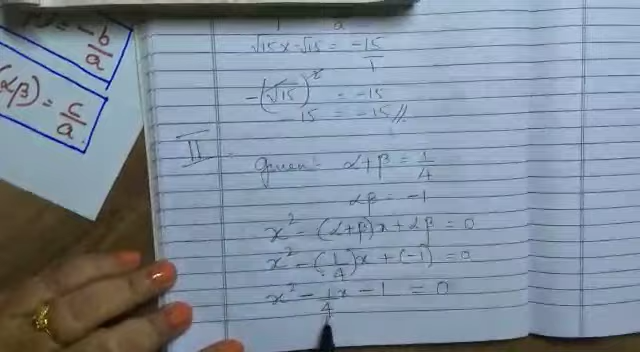 = -b/a
(αβ) = c/a
1 a
√15 x -√15 = -15/1
-(√15)² = -15
-15 = -15 //
II.
Given:- α+β = 1/4
αβ = -1
x² - (α+β)x + αβ = 0
x² - (1/4)x + (-1) = 0
x² - 1/4 x - 1 = 0